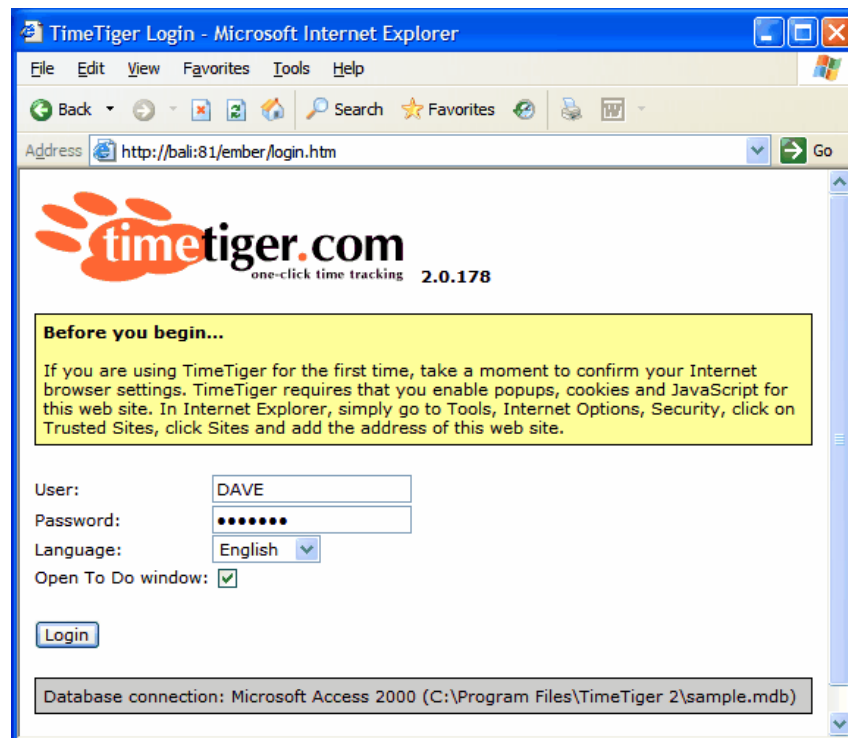 TimeTiger Login - Microsoft Internet Explorer
File Edit View Favorites Tools Help
Back Search Favorites
Address http://bali:81/ember/login.htm Go
timetiger.com
one-click time tracking 2.0.178
Before you begin...
If you are using TimeTiger for the first time, take a moment to confirm your Internet
browser settings. TimeTiger requires that you enable popups, cookies and JavaScript for
this web site. In Internet Explorer, simply go to Tools, Internet Options, Security, click on
Trusted Sites, click Sites and add the address of this web site.
User: DAVE
Password: •••••••
Language: English
Open To Do window:
Login
Database connection: Microsoft Access 2000 (C:\Program Files\TimeTiger 2\sample.mdb)